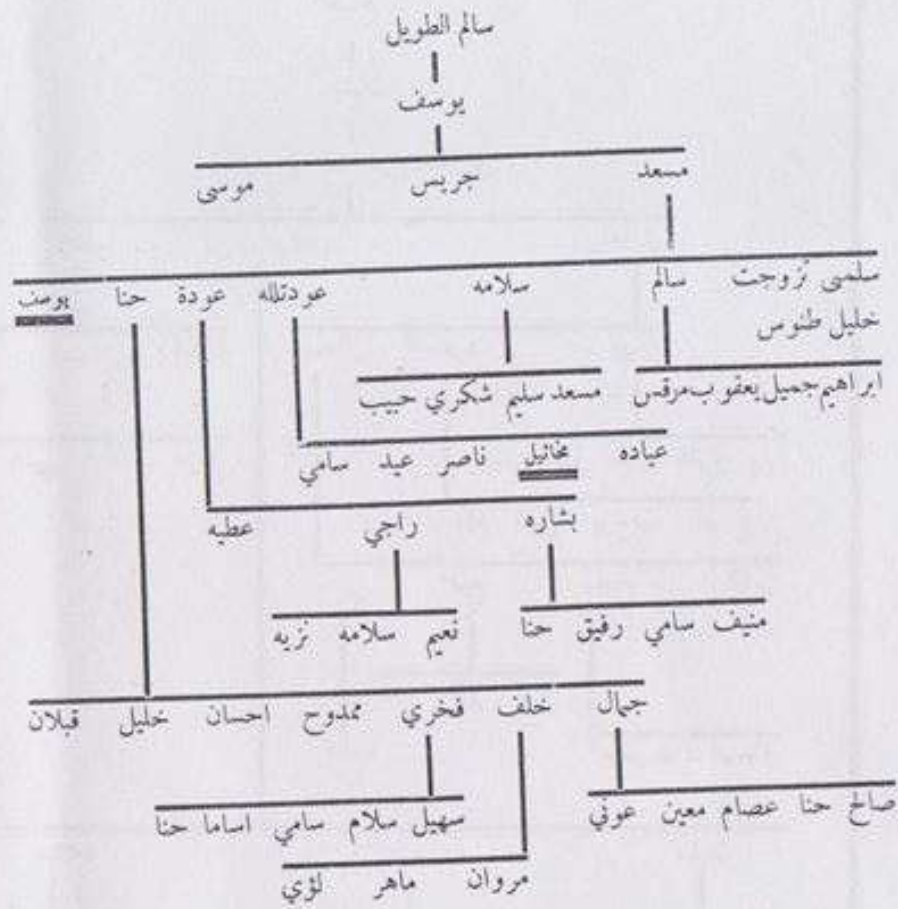 سالم الطويل
يوسف
مسعد جريس موسى
سلمى تزوجت سالم سلامه عودتلله عودة حنا يوسف
خليل طنوس
ابراهيم جميل يعقوب مرقس مسعد سليم شكري حبيب
عباده مخائيل ناصر عيد سامي
بشاره راجي عطيه
منيف سامي رفيق حنا نعيم سلامه نزيه
جمال خلف فخري ممدوح احسان خليل قبلان
صالح حنا عصام معين عوني سهيل سلام سامي اساما حنا
مروان ماهر لؤي